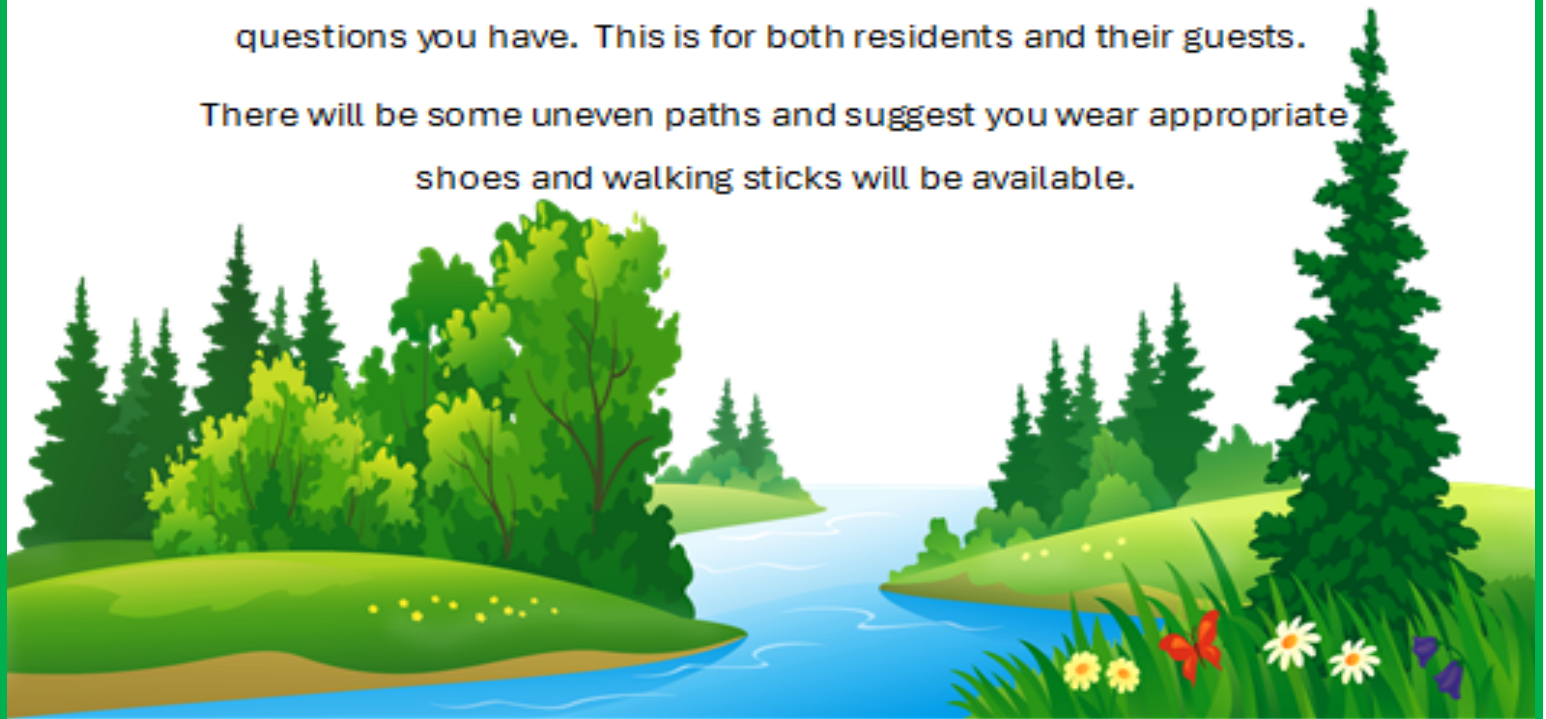 questions you have.  This is for both residents and their guests.
There will be some uneven paths and suggest you wear appropriate
shoes and walking sticks will be available.